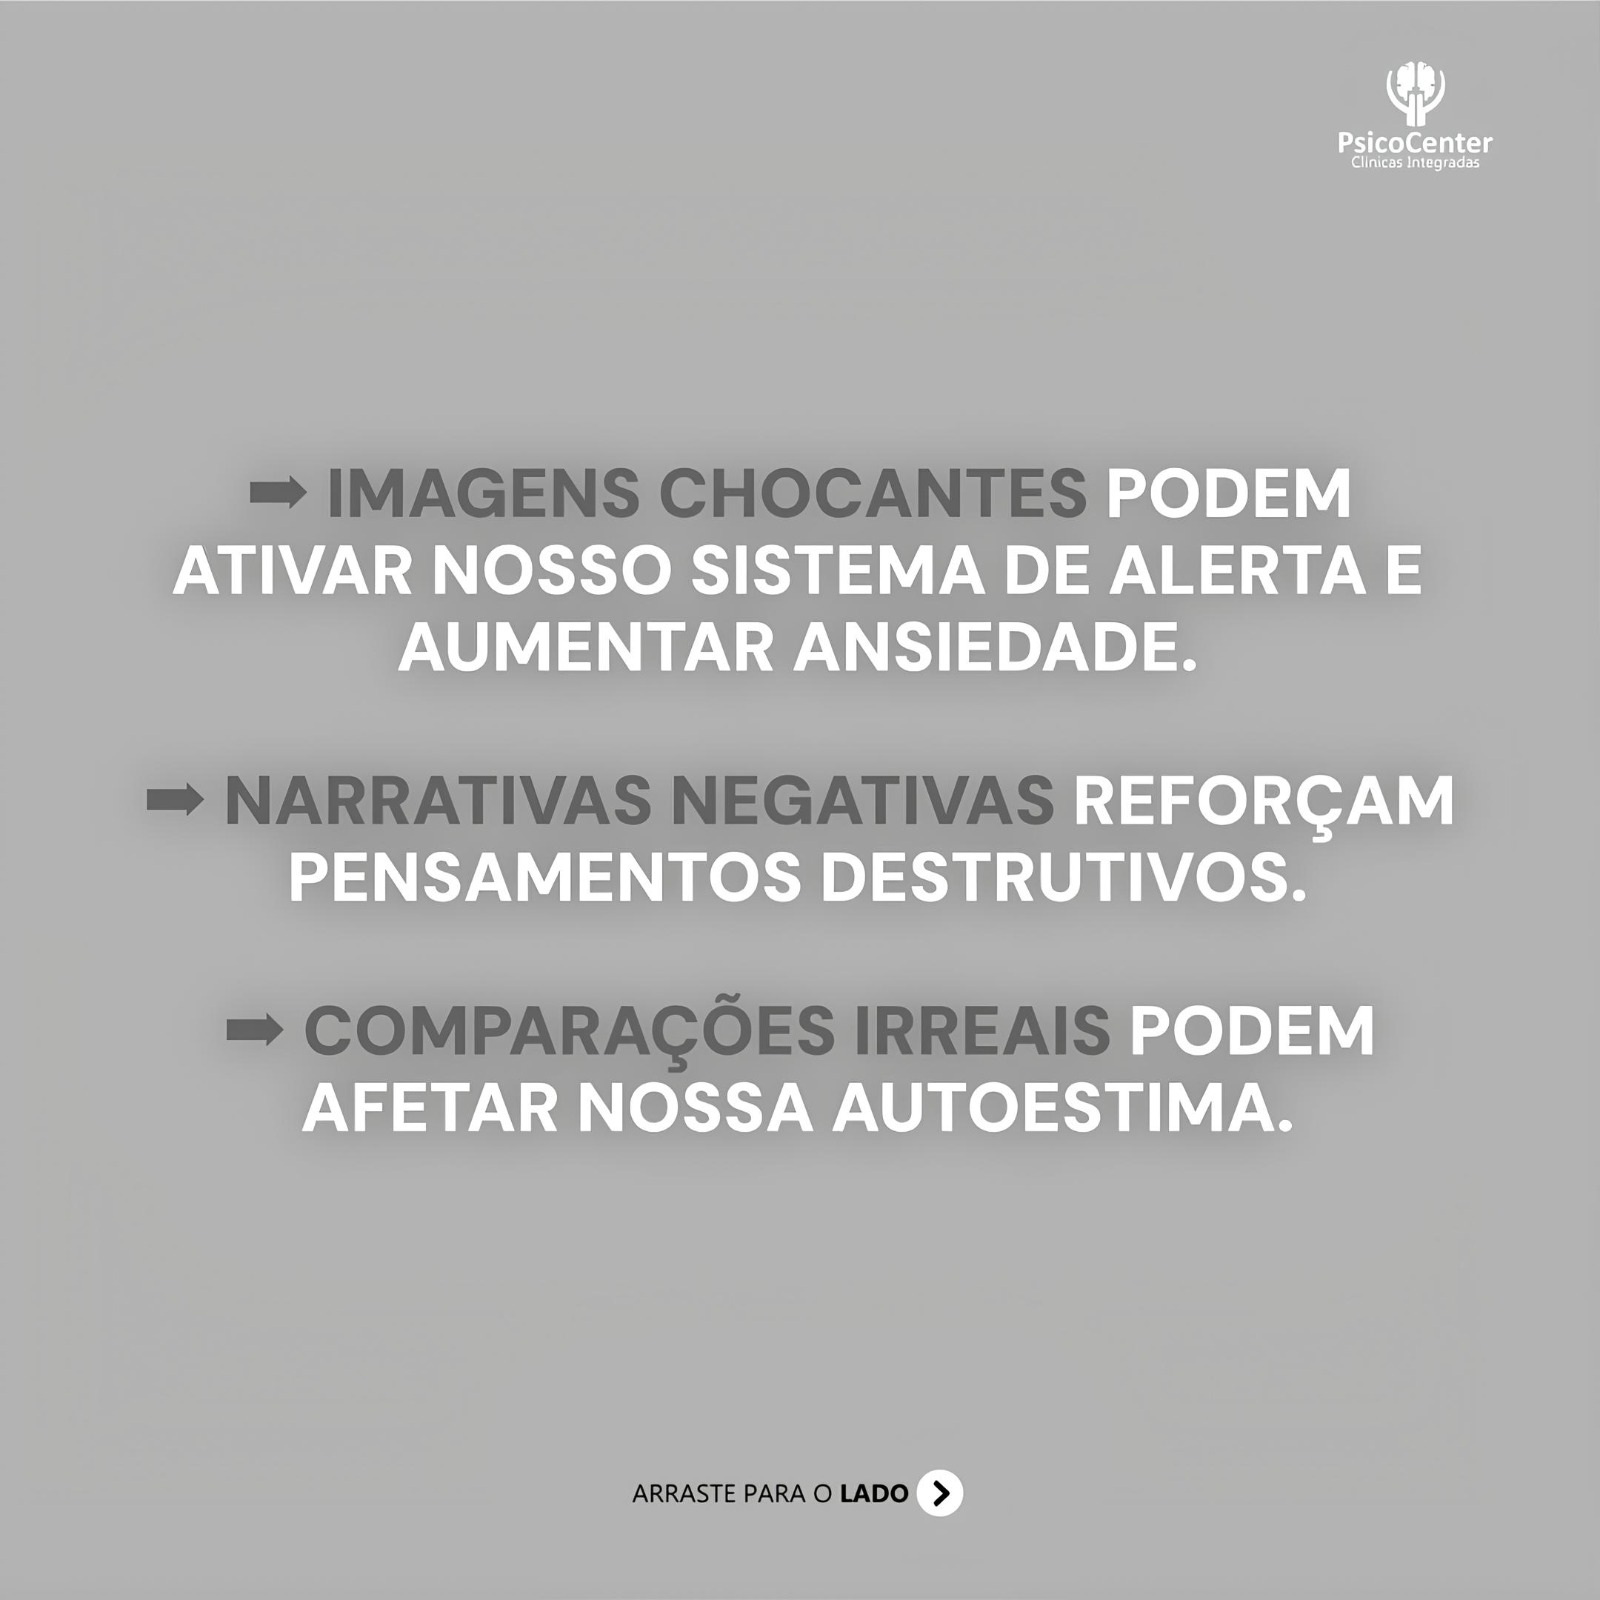 PsicoCenter
Clínicas Integradas
➡ IMAGENS CHOCANTES PODEM
ATIVAR NOSSO SISTEMA DE ALERTA E
AUMENTAR ANSIEDADE.
➡ NARRATIVAS NEGATIVAS REFORÇAM
PENSAMENTOS DESTRUTIVOS.
➡ COMPARAÇÕES IRREAIS PODEM
AFETAR NOSSA AUTOESTIMA.
ARRASTE PARA O LADO